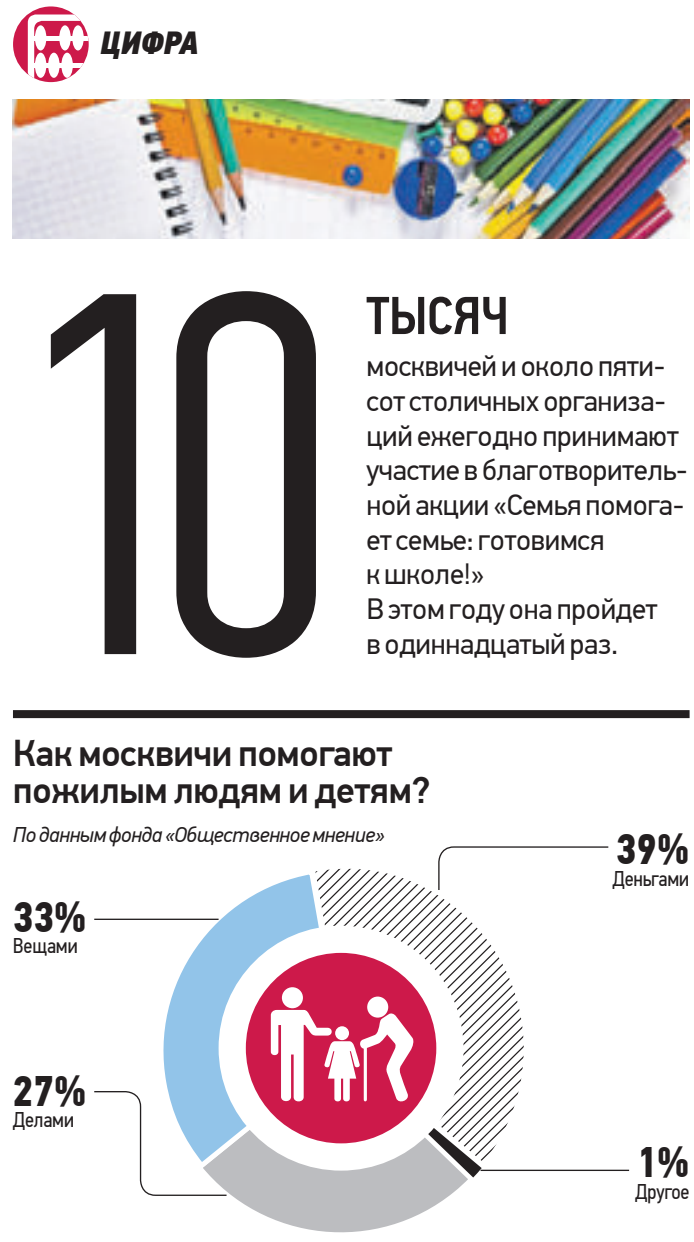 ЦИФРА
10
ТЫСЯЧ
москвичей и около пяти-
сот столичных организа-
ций ежегодно принимают
участие в благотворитель-
ной акции «Семья помога-
ет семье: готовимся
к школе!»
В этом году она пройдет
в одиннадцатый раз.
Как москвичи помогают
пожилым людям и детям?
По данным фонда «Общественное мнение»
39%
Деньгами
33%
Вещами
27%
Делами
1%
Другое